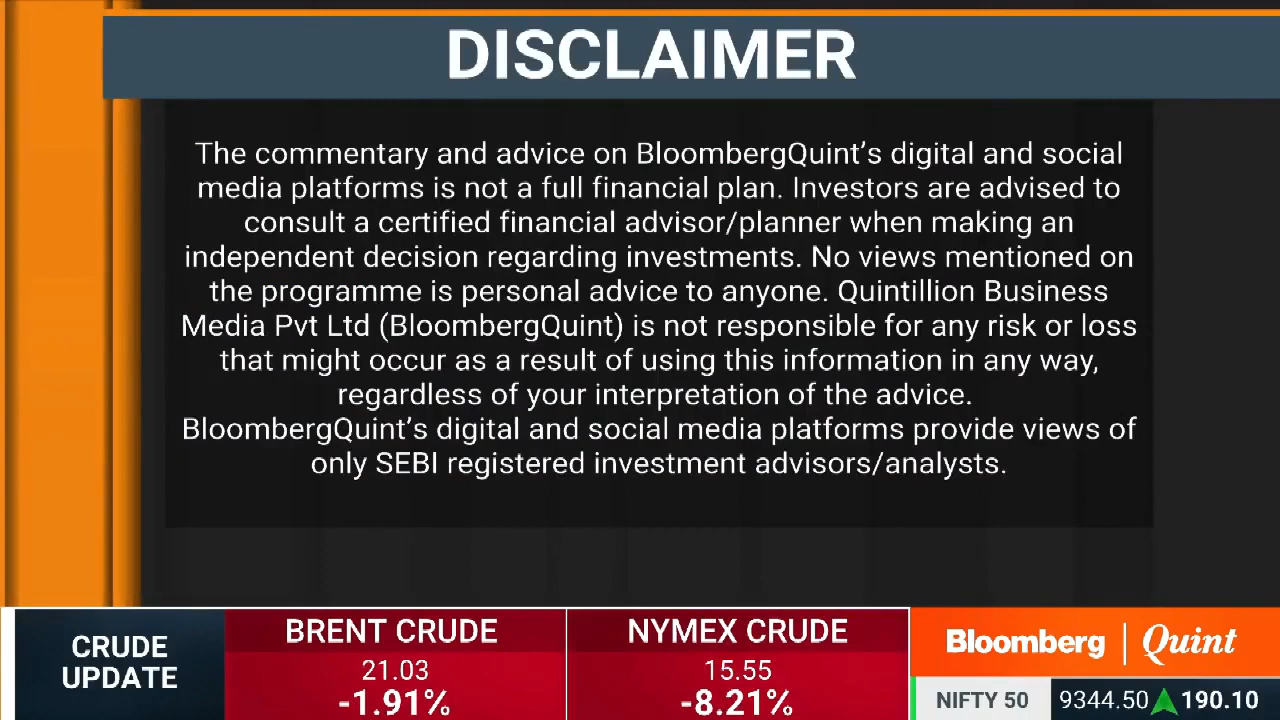 DISCLAIMER
The commentary and advice on BloombergQuint's digital and social
media platforms is not a full financial plan. Investors are advised to
consult a certified financial advisor/planner when making an
independent decision regarding investments. No views mentioned on
the programme is personal advice to anyone. Quintillion Business
Media Pvt Ltd (BloombergQuint) is not responsible for any risk or loss
that might occur as a result of using this information in any way,
regardless of your interpretation of the advice.
BloombergQuint's digital and social media platforms provide views of
only SEBI registered investment advisors/analysts.
CRUDE
UPDATE
BRENT CRUDE
21.03
-1.91%
NYMEX CRUDE
15.55
-8.21%
Bloomberg | Quint
NIFTY 50 9344.50 190.10